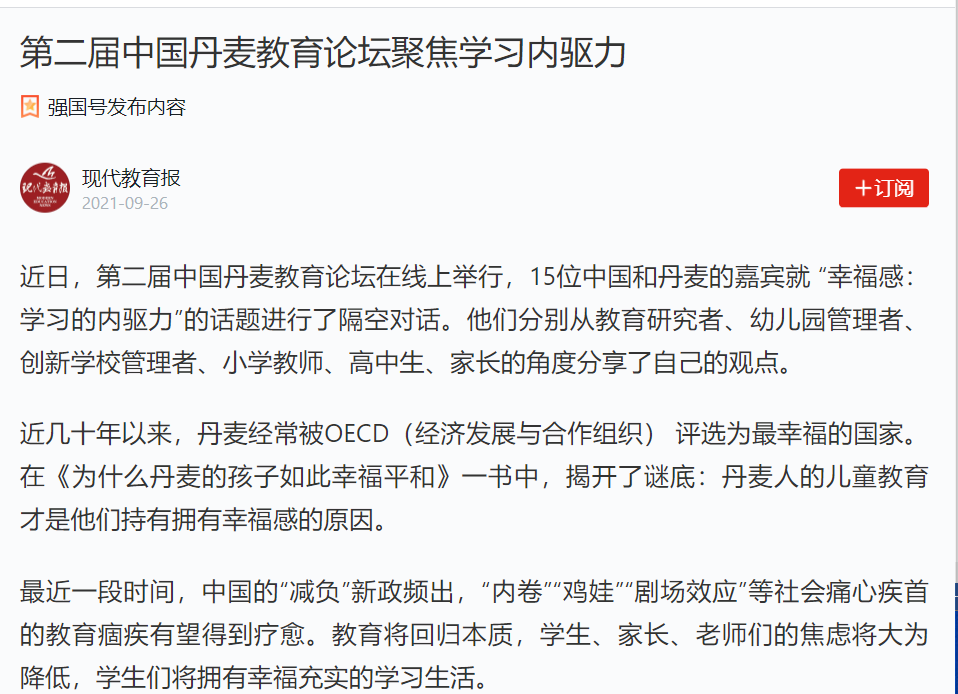 第二届中国丹麦教育论坛聚焦学习内驱力
强国号发布内容
现代教育报
现代教育报
MODERN
EDUCATION
NEWS
2021-09-26
＋订阅
近日，第二届中国丹麦教育论坛在线上举行，15位中国和丹麦的嘉宾就 “幸福感：
学习的内驱力”的话题进行了隔空对话。他们分别从教育研究者、幼儿园管理者、
创新学校管理者、小学教师、高中生、家长的角度分享了自己的观点。
近几十年以来，丹麦经常被OECD（经济发展与合作组织） 评选为最幸福的国家。
在《为什么丹麦的孩子如此幸福平和》一书中，揭开了谜底：丹麦人的儿童教育
才是他们持有拥有幸福感的原因。
最近一段时间，中国的“减负”新政频出，“内卷”“鸡娃”“剧场效应”等社会痛心疾首
的教育痼疾有望得到疗愈。教育将回归本质，学生、家长、老师们的焦虑将大为
降低，学生们将拥有幸福充实的学习生活。